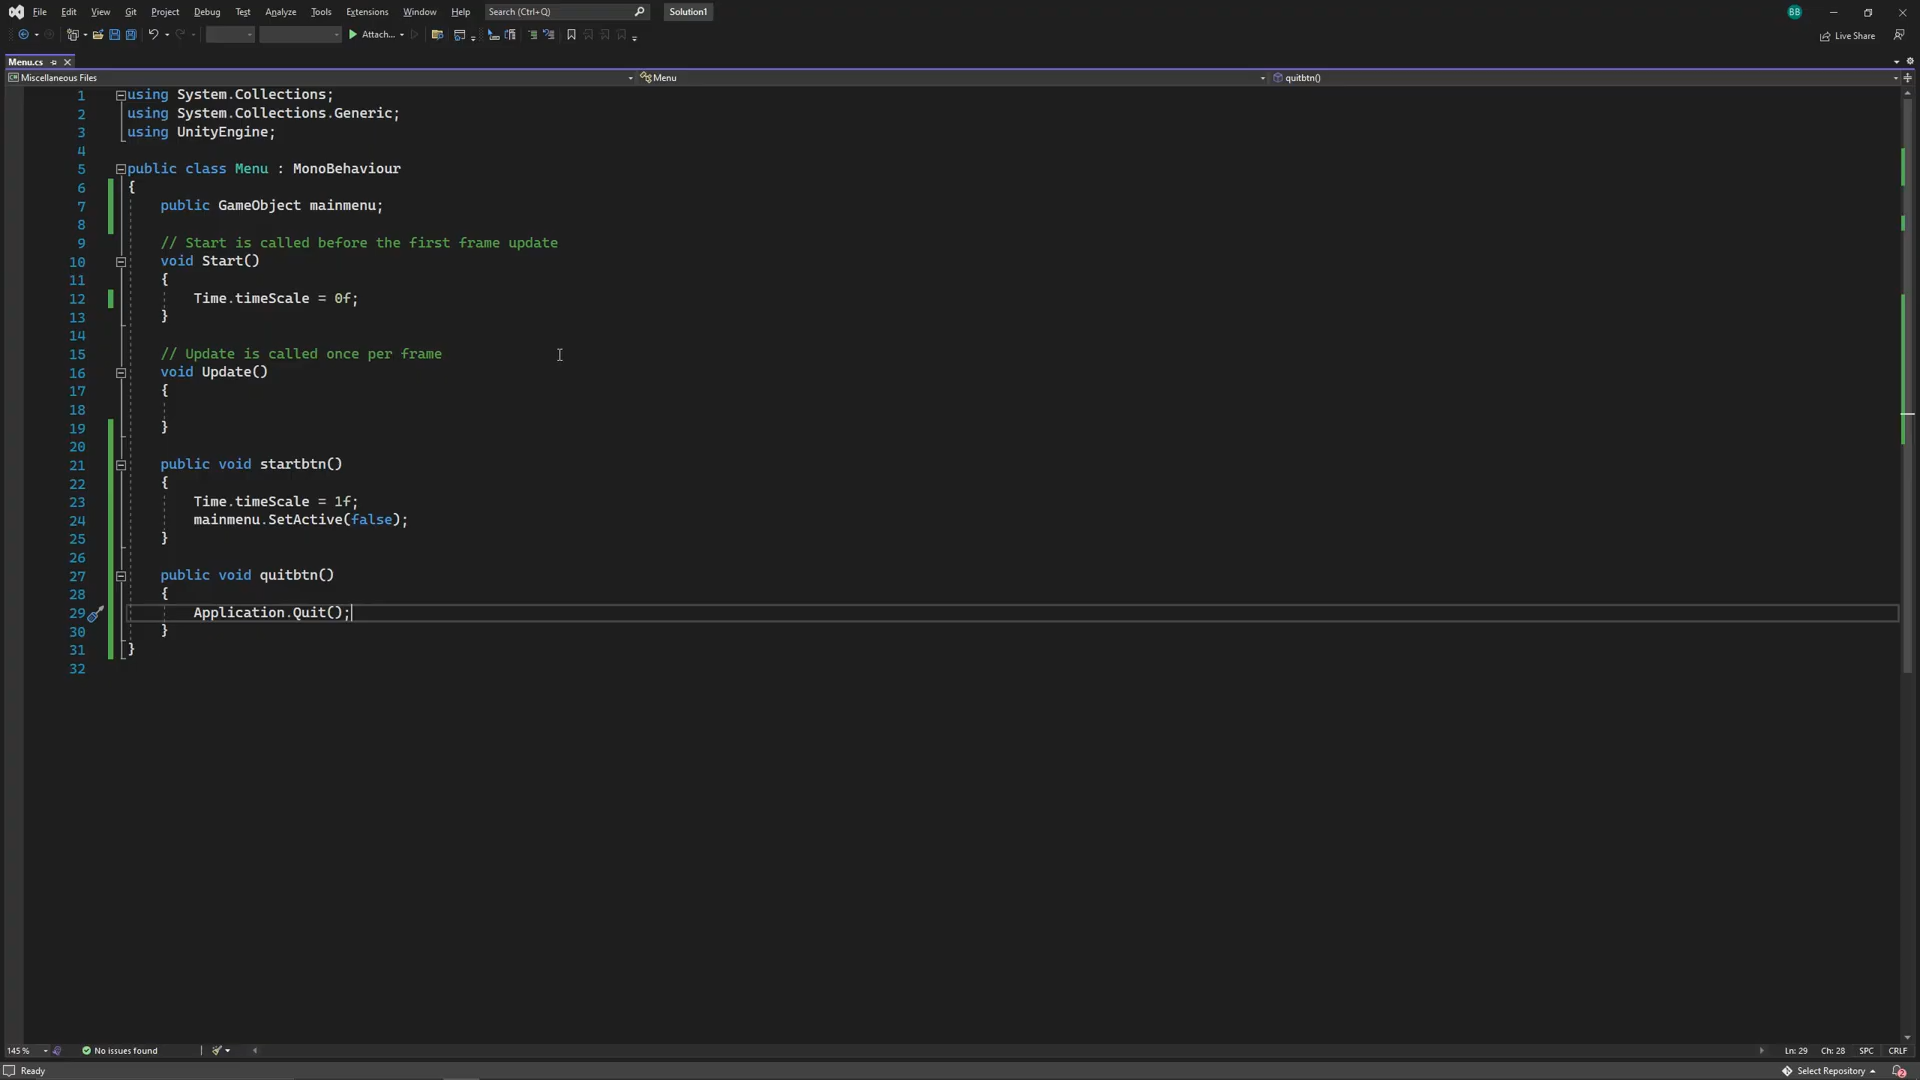 File Edit View Git Project Debug Test Analyze Tools Extensions Window Help Search (Ctrl+Q) Solution1 BB
Attach... Live Share
Menu.cs
Miscellaneous Files Menu quitbtn()
1 using System.Collections;
2 using System.Collections.Generic;
3 using UnityEngine;
4
5 public class Menu : MonoBehaviour
6 {
7 public GameObject mainmenu;
8
9 // Start is called before the first frame update
10 void Start()
11 {
12 Time.timeScale = 0f;
13 }
14
15 // Update is called once per frame
16 void Update()
17 {
18
19 }
20
21 public void startbtn()
22 {
23 Time.timeScale = 1f;
24 mainmenu.SetActive(false);
25 }
26
27 public void quitbtn()
28 {
29 Application.Quit();
30 }
31 }
32
145 % No issues found Ln: 29 Ch: 28 SPC CRLF
Ready Select Repository 2